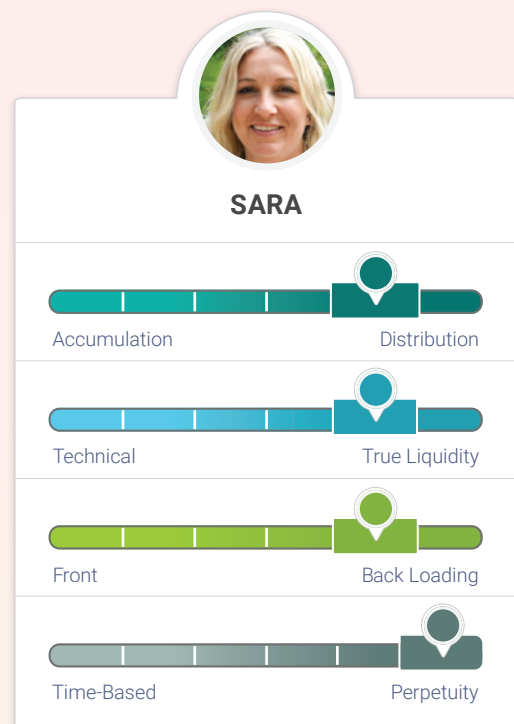 SARA
Accumulation Distribution
Technical True Liquidity
Front Back Loading
Time-Based Perpetuity